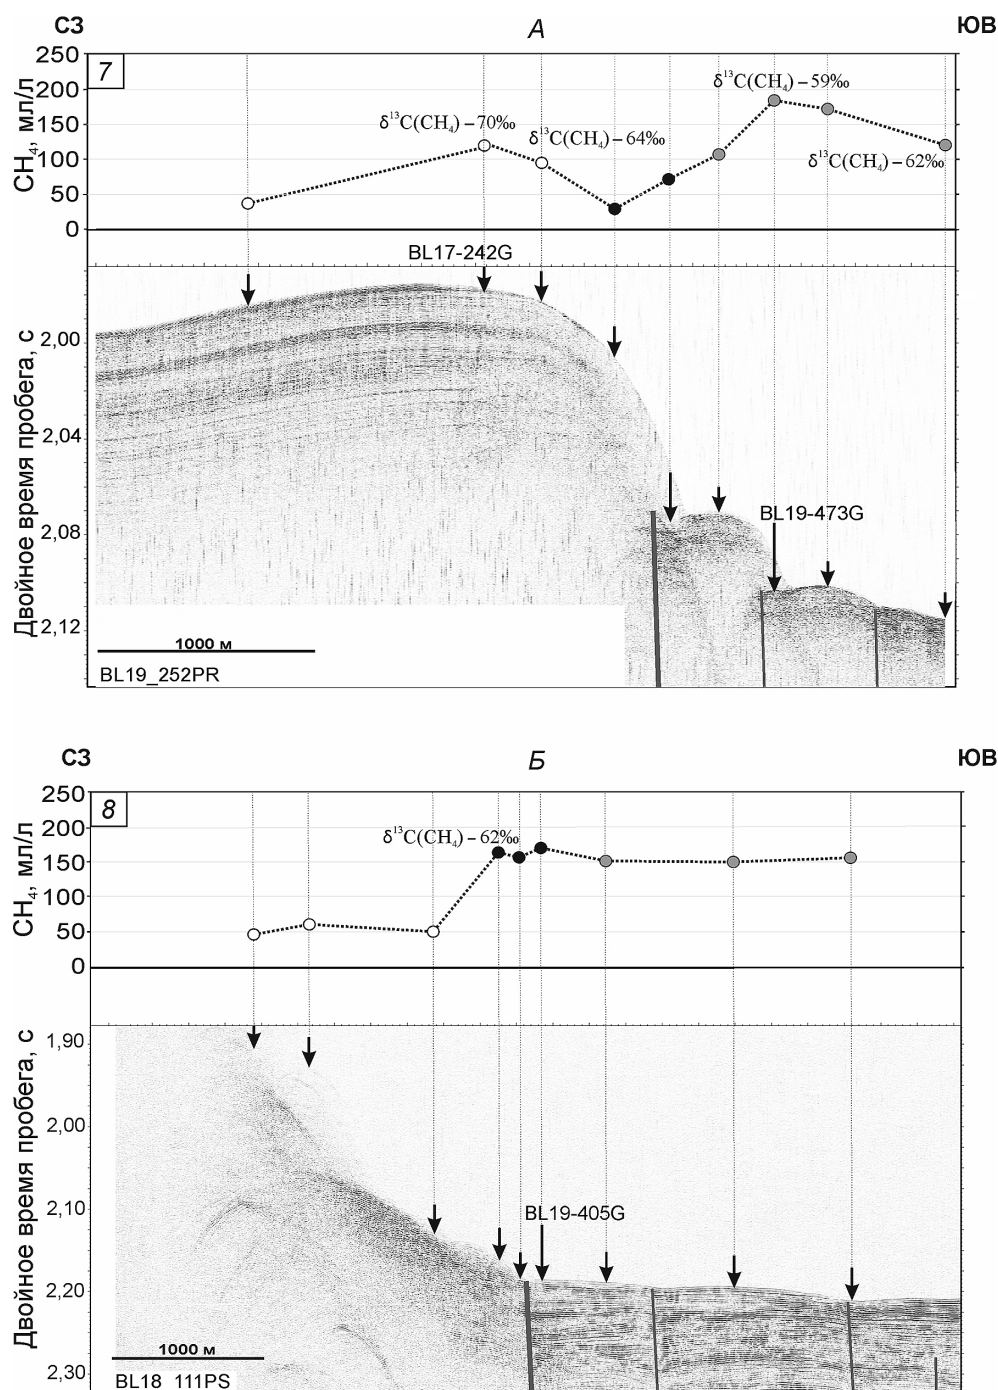 СЗ
А
ЮВ
7
CH4, мл/л
250
200
150
100
50
0
δ13C(CH4) – 70‰
δ13C(CH4) – 64‰
δ13C(CH4) – 59‰
δ13C(CH4) – 62‰
BL17-242G
Двойное время пробега, с
2,00
2,04
2,08
2,12
BL19-473G
1000 м
BL19_252PR
СЗ
Б
ЮВ
8
CH4, мл/л
250
200
150
100
50
0
δ13C(CH4) – 62‰
Двойное время пробега, с
1,90
2,00
2,10
2,20
2,30
BL19-405G
1000 м
BL18_111PS